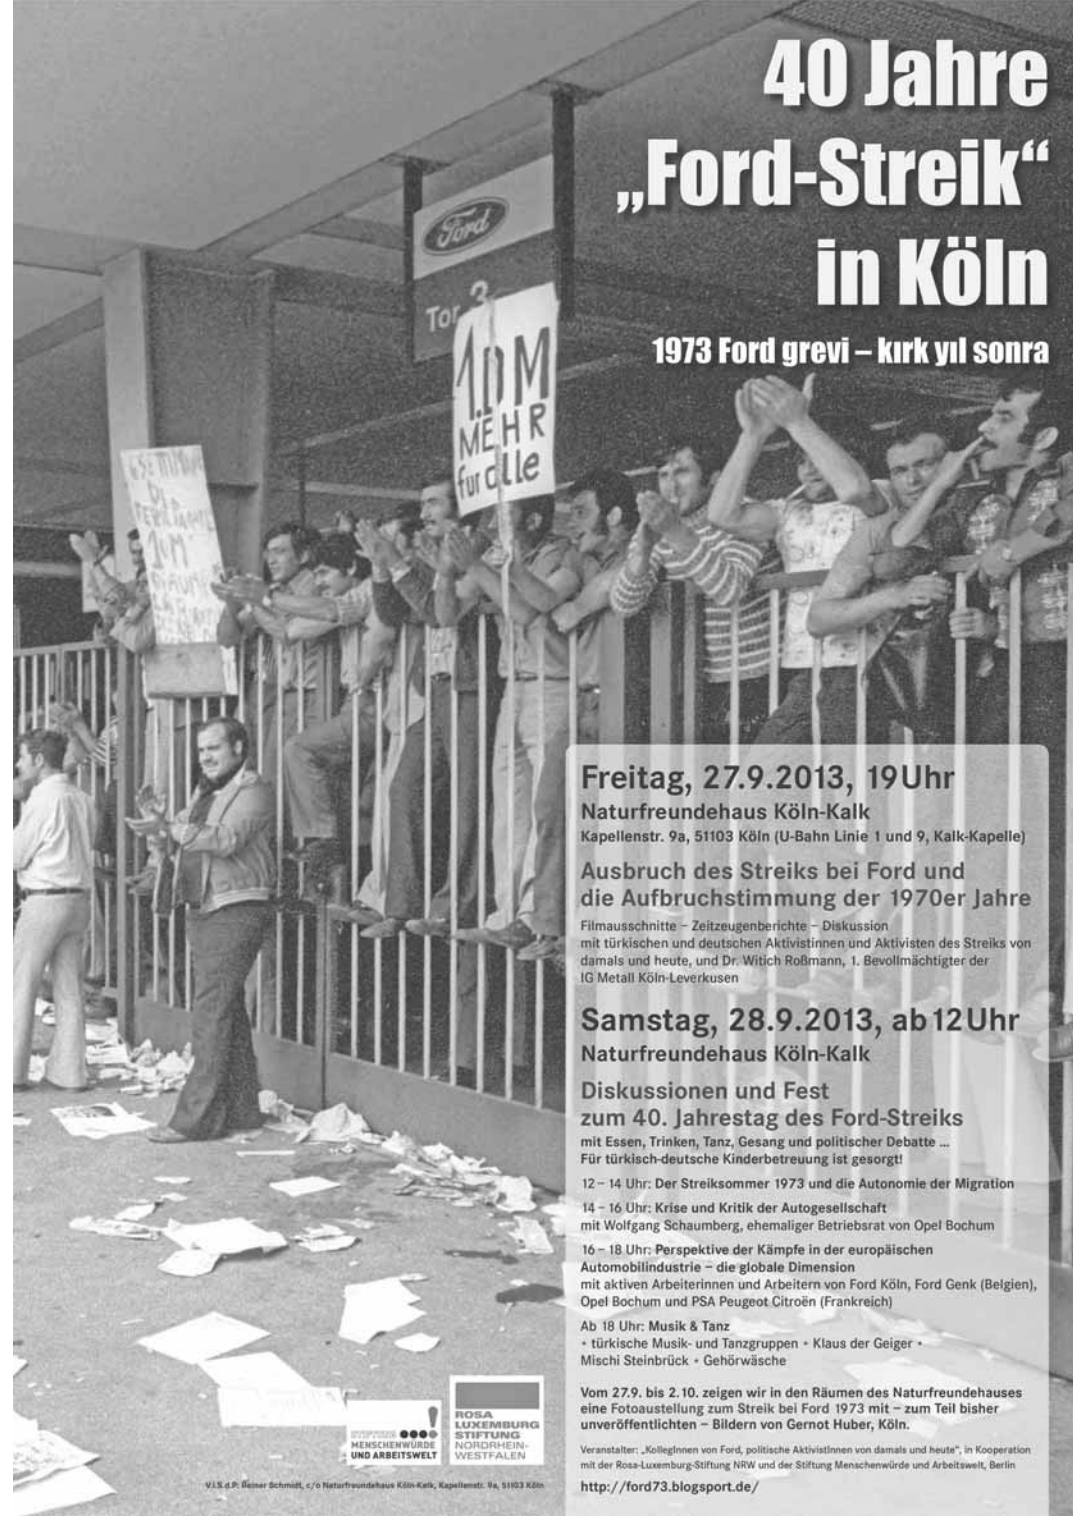 40 Jahre
„Ford-Streik“
in Köln
1973 Ford grevi – kırk yıl sonra
Ford
Tor 3
1.DM
MEHR
für alle
Freitag, 27.9.2013, 19 Uhr
Naturfreundehaus Köln-Kalk
Kapellenstr. 9a, 51103 Köln (U-Bahn Linie 1 und 9, Kalk-Kapelle)
Ausbruch des Streiks bei Ford und
die Aufbruchstimmung der 1970er Jahre
Filmausschnitte – Zeitzeugenberichte – Diskussion
mit türkischen und deutschen Aktivistinnen und Aktivisten des Streiks von
damals und heute, und Dr. Witich Roßmann, 1. Bevollmächtigter der
IG Metall Köln-Leverkusen
Samstag, 28.9.2013, ab 12 Uhr
Naturfreundehaus Köln-Kalk
Diskussionen und Fest
zum 40. Jahrestag des Ford-Streiks
mit Essen, Trinken, Tanz, Gesang und politischer Debatte ...
Für türkisch-deutsche Kinderbetreuung ist gesorgt!
12 – 14 Uhr: Der Streiksommer 1973 und die Autonomie der Migration
14 – 16 Uhr: Krise und Kritik der Autogesellschaft
mit Wolfgang Schaumberg, ehemaliger Betriebsrat von Opel Bochum
16 – 18 Uhr: Perspektive der Kämpfe in der europäischen
Automobilindustrie – die globale Dimension
mit aktiven Arbeiterinnen und Arbeitern von Ford Köln, Ford Genk (Belgien),
Opel Bochum und PSA Peugeot Citroën (Frankreich)
Ab 18 Uhr: Musik & Tanz
• türkische Musik- und Tanzgruppen • Klaus der Geiger •
Mischi Steinbrück • Gehörwäsche
Vom 27.9. bis 2.10. zeigen wir in den Räumen des Naturfreundehauses
eine Fotoaustellung zum Streik bei Ford 1973 mit – zum Teil bisher
unveröffentlichten – Bildern von Gernot Huber, Köln.
Veranstalter: „KollegInnen von Ford, politische AktivistInnen von damals und heute“, in Kooperation
mit der Rosa-Luxemburg-Stiftung NRW und der Stiftung Menschenwürde und Arbeitswelt, Berlin
http://ford73.blogsport.de/
STIFTUNG
MENSCHENWÜRDE
UND ARBEITSWELT
ROSA
LUXEMBURG
STIFTUNG
NORDRHEIN-
WESTFALEN
V.i.S.d.P: Reiner Schmidt, c/o Naturfreundehaus Köln-Kalk, Kapellenstr. 9a, 51103 Köln